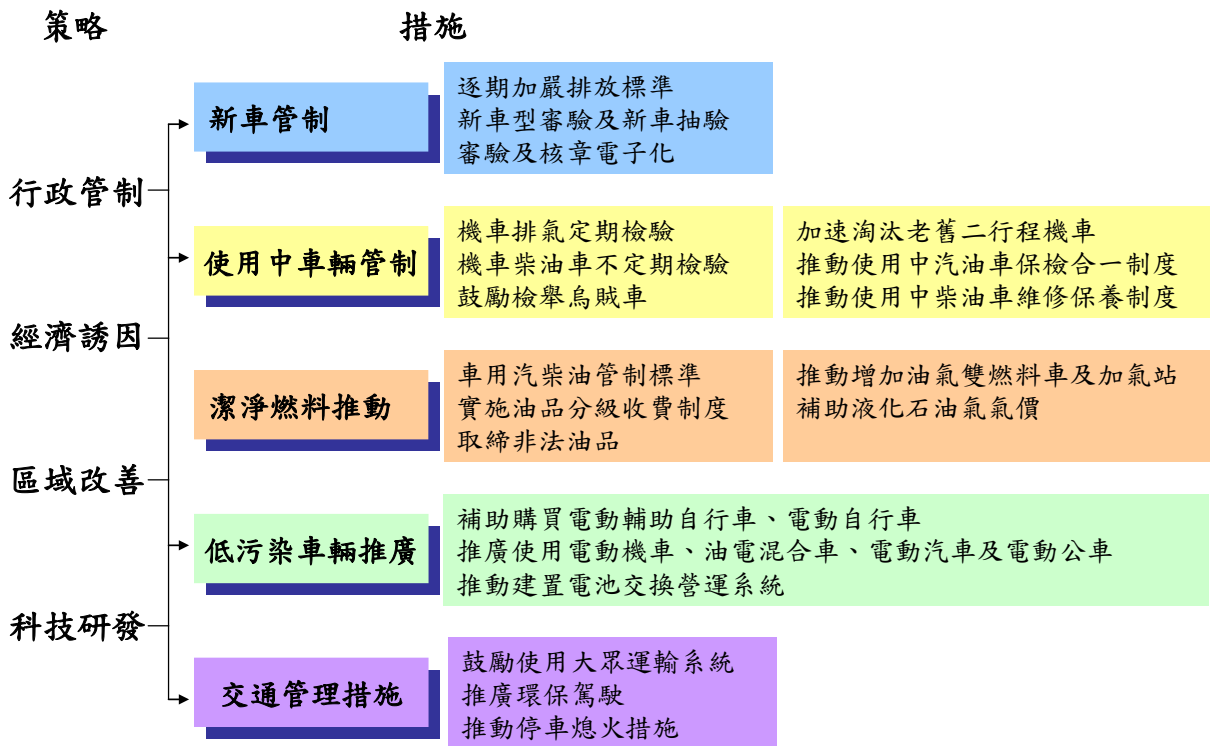 策略
措施
行政管制
經濟誘因
區域改善
科技研發
新車管制
逐期加嚴排放標準
新車型審驗及新車抽驗
審驗及核章電子化
使用中車輛管制
機車排氣定期檢驗
機車柴油車不定期檢驗
鼓勵檢舉烏賊車
加速淘汰老舊二行程機車
推動使用中汽油車保檢合一制度
推動使用中柴油車維修保養制度
潔淨燃料推動
車用汽柴油管制標準
實施油品分級收費制度
取締非法油品
推動增加油氣雙燃料車及加氣站
補助液化石油氣氣價
低污染車輛推廣
補助購買電動輔助自行車、電動自行車
推廣使用電動機車、油電混合車、電動汽車及電動公車
推動建置電池交換營運系統
交通管理措施
鼓勵使用大眾運輸系統
推廣環保駕駛
推動停車熄火措施